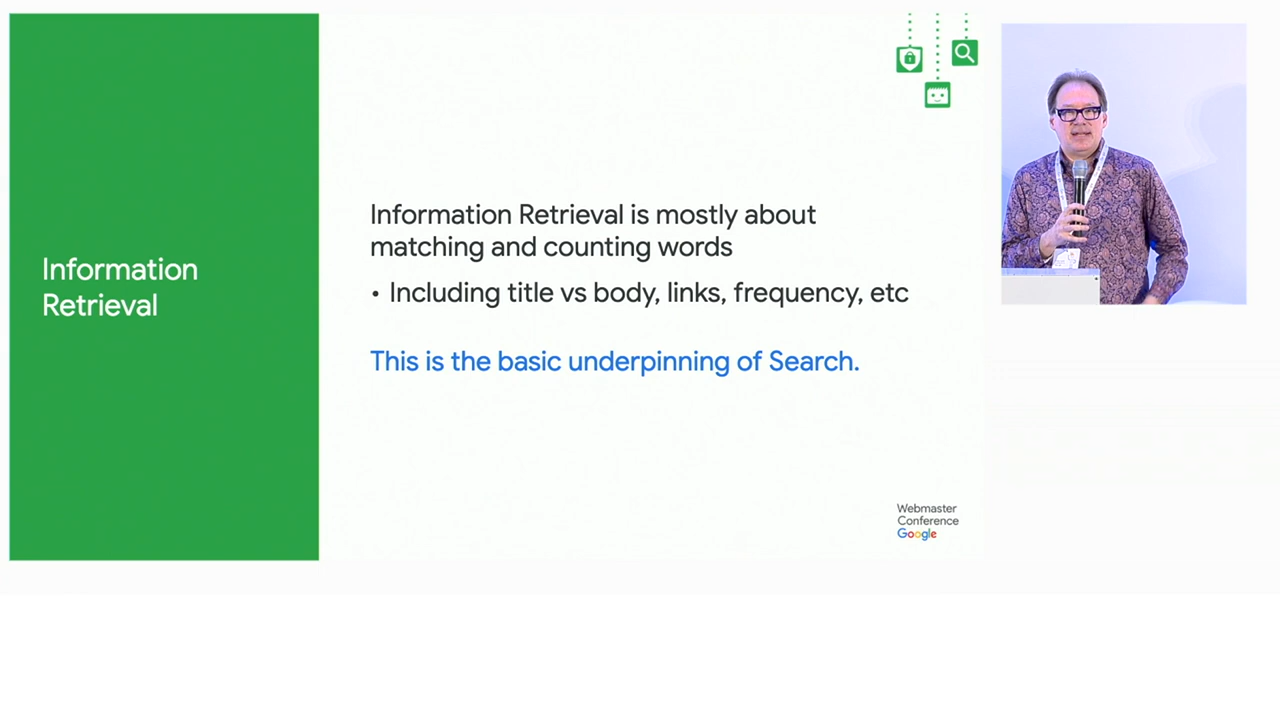 Information
Retrieval
Information Retrieval is mostly about
matching and counting words
• Including title vs body, links, frequency, etc
This is the basic underpinning of Search.
Webmaster
Conference
Google